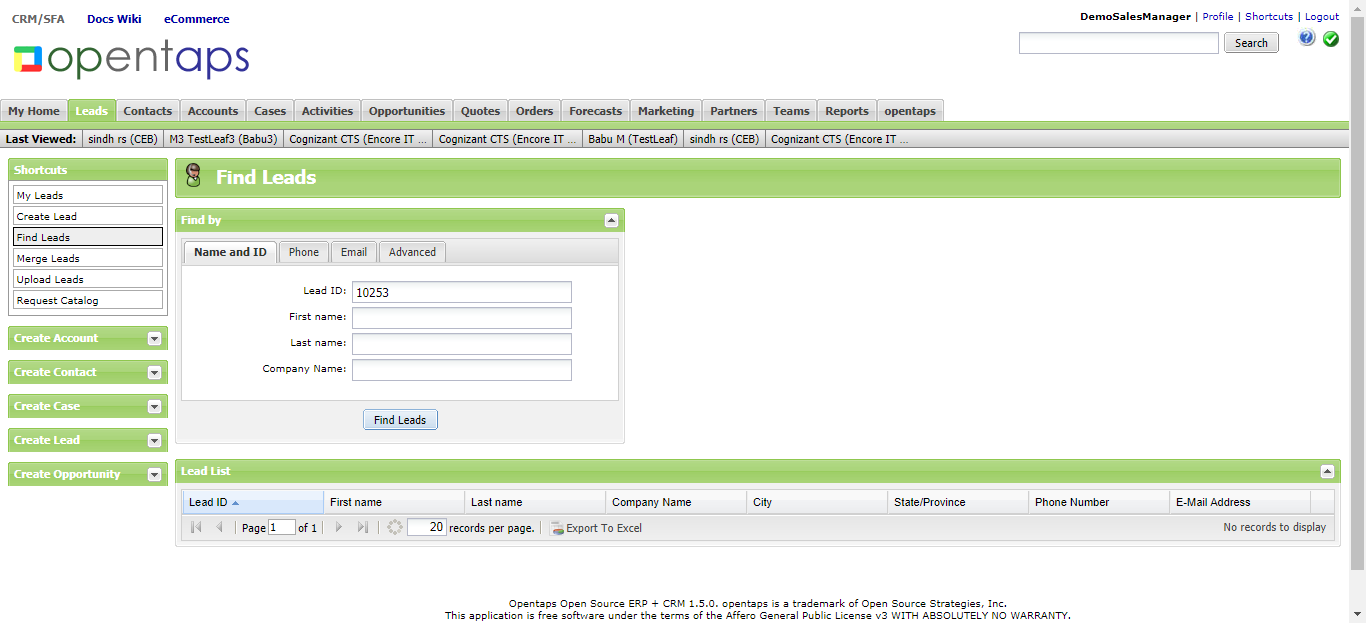 CRM/SFA Docs Wiki eCommerce
DemoSalesManager | Profile | Shortcuts | Logout
opentaps
Search
?
My Home Leads Contacts Accounts Cases Activities Opportunities Quotes Orders Forecasts Marketing Partners Teams Reports opentaps
Last Viewed: sindh rs (CEB) M3 TestLeaf3 (Babu3) Cognizant CTS (Encore IT ... Cognizant CTS (Encore IT ... Babu M (TestLeaf) sindh rs (CEB) Cognizant CTS (Encore IT ...
Shortcuts
My Leads
Create Lead
Find Leads
Merge Leads
Upload Leads
Request Catalog
Create Account
Create Contact
Create Case
Create Lead
Create Opportunity
Find Leads
Find by
Name and ID Phone Email Advanced
Lead ID: 10253
First name:
Last name:
Company Name:
Find Leads
Lead List
Lead ID First name Last name Company Name City State/Province Phone Number E-Mail Address
Page 1 of 1 20 records per page. Export To Excel No records to display
Opentaps Open Source ERP + CRM 1.5.0. opentaps is a trademark of Open Source Strategies, Inc.
This application is free software under the terms of the Affero General Public License v3 WITH ABSOLUTELY NO WARRANTY.